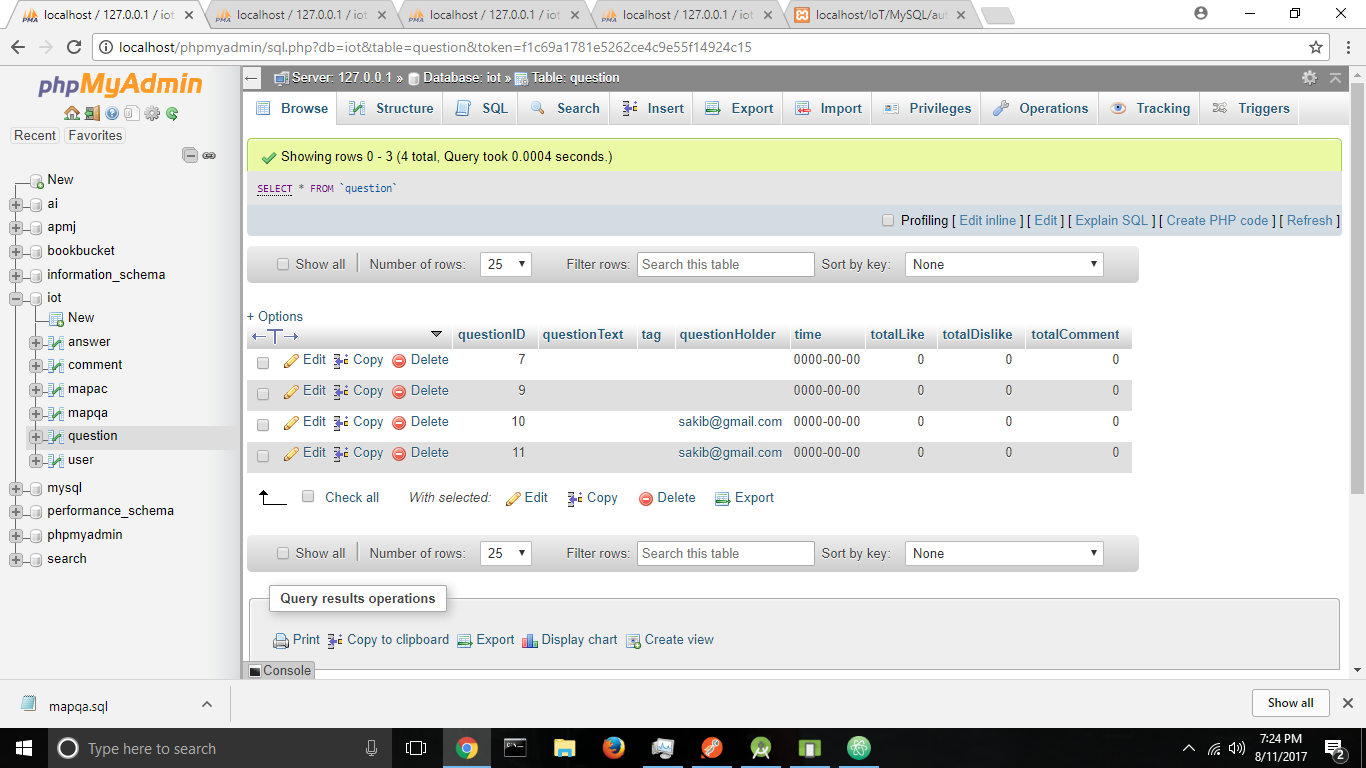 localhost / 127.0.0.1 / iot
localhost / 127.0.0.1 / iot
localhost / 127.0.0.1 / iot
localhost / 127.0.0.1 / iot
localhost/IoT/MySQL/aut
localhost/phpmyadmin/sql.php?db=iot&table=question&token=f1c69a1781e5262ce4c9e55f14924c15
phpMyAdmin
Recent Favorites
New
ai
apmj
bookbucket
information_schema
iot
New
answer
comment
mapac
mapqa
question
user
mysql
performance_schema
phpmyadmin
search
Server: 127.0.0.1 » Database: iot » Table: question
Browse Structure SQL Search Insert Export Import Privileges Operations Tracking Triggers
Showing rows 0 - 3 (4 total, Query took 0.0004 seconds.)
SELECT * FROM `question`
Profiling [ Edit inline ] [ Edit ] [ Explain SQL ] [ Create PHP code ] [ Refresh ]
Show all Number of rows: 25 Filter rows: Search this table Sort by key: None
+ Options
questionID questionText tag questionHolder time totalLike totalDislike totalComment
Edit Copy Delete 7 0000-00-00 0 0 0
Edit Copy Delete 9 0000-00-00 0 0 0
Edit Copy Delete 10 sakib@gmail.com 0000-00-00 0 0 0
Edit Copy Delete 11 sakib@gmail.com 0000-00-00 0 0 0
Check all With selected: Edit Copy Delete Export
Show all Number of rows: 25 Filter rows: Search this table Sort by key: None
Query results operations
Print Copy to clipboard Export Display chart Create view
Console
mapqa.sql
Show all
Type here to search
7:24 PM
8/11/2017
2